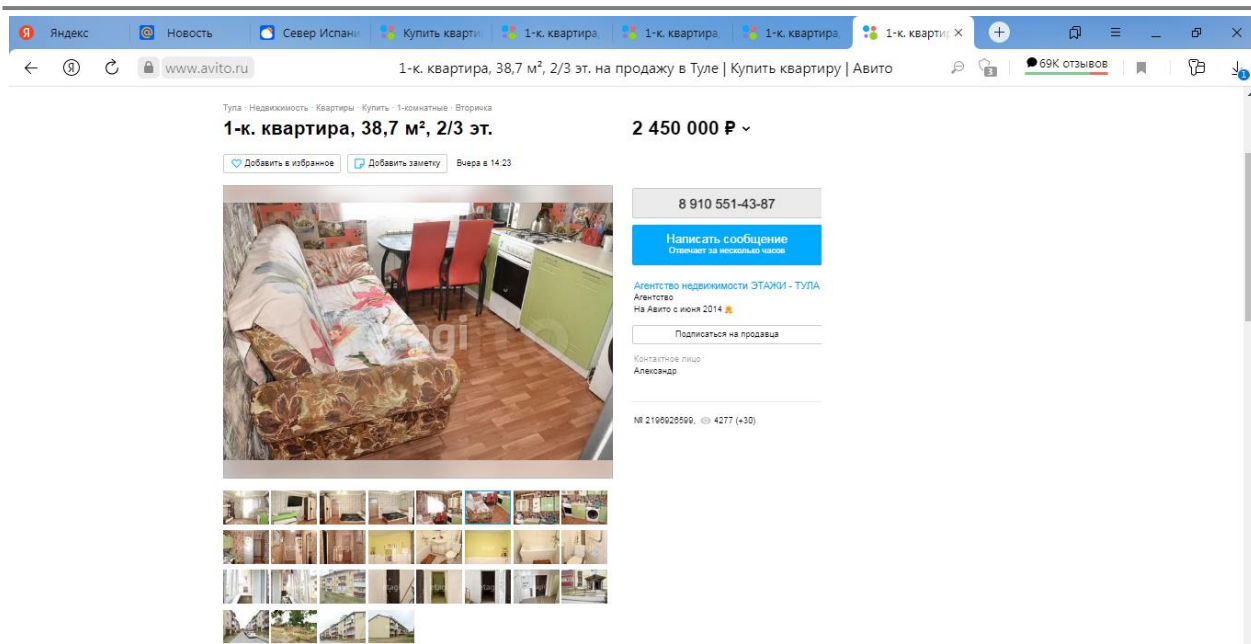 Яндекс
Новость
Север Испани
Купить кварти
1-к. квартира,
1-к. квартира,
1-к. квартира,
1-к. кварти
www.avito.ru
1-к. квартира, 38,7 м², 2/3 эт. на продажу в Туле | Купить квартиру | Авито
3
69K отзывов
1
Тула · Недвижимость · Квартиры · Купить · 1-комнатные · Вторичка
1-к. квартира, 38,7 м², 2/3 эт.
2 450 000 ₽
Добавить в избранное
Добавить заметку
Вчера в 14:23
8 910 551-43-87
Написать сообщение
Отвечает за несколько часов
Агентство недвижимости ЭТАЖИ - ТУЛА
Агентство
На Авито с июня 2014
Подписаться на продавца
Контактное лицо
Александр
№ 2196926599, 4277 (+30)
etagi